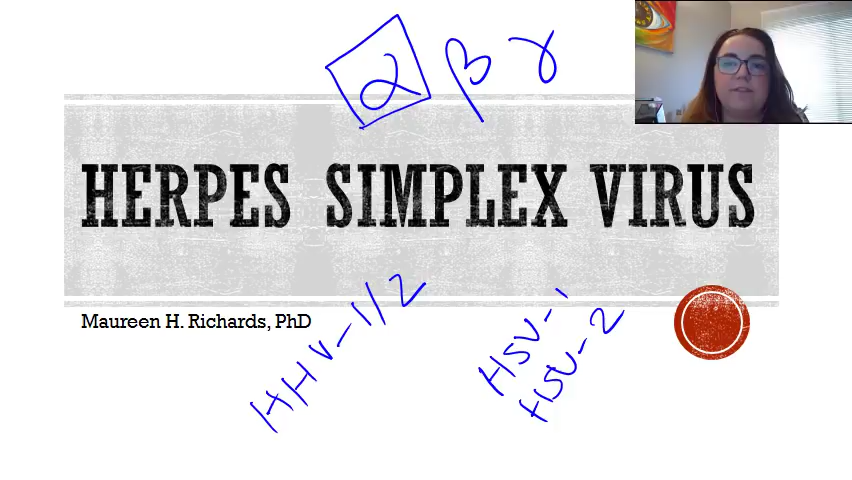 α β γ
HERPES SIMPLEX VIRUS
Maureen H. Richards, PhD
HHV-1/2
HSV-1
HSV-2